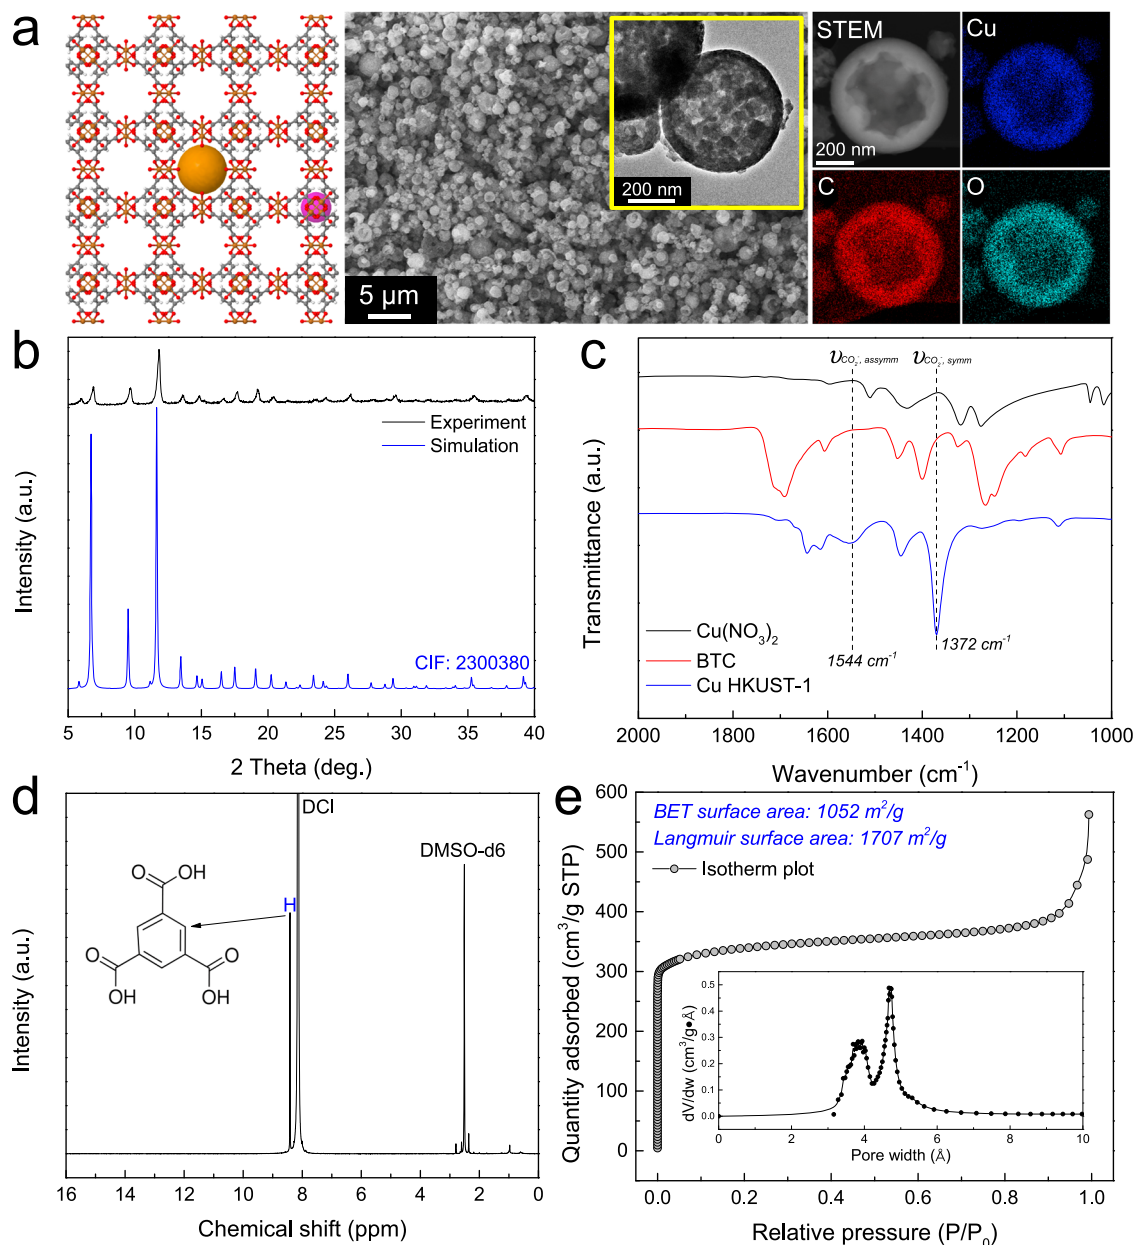 a
5 μm
200 nm
STEM
200 nm
Cu
C
O
b
Intensity (a.u.)
Experiment
Simulation
CIF: 2300380
5 10 15 20 25 30 35 40
2 Theta (deg.)
c
Transmittance (a.u.)
υCO₂⁻, assymm
υCO₂⁻, symm
Cu(NO₃)₂
BTC
Cu HKUST-1
1544 cm⁻¹
1372 cm⁻¹
2000 1800 1600 1400 1200 1000
Wavenumber (cm⁻¹)
d
Intensity (a.u.)
DCl
DMSO-d6
H
O
OH
O
OH
O
OH
16 14 12 10 8 6 4 2 0
Chemical shift (ppm)
e
Quantity adsorbed (cm³/g STP)
600
500
400
300
200
100
0
BET surface area: 1052 m²/g
Langmuir surface area: 1707 m²/g
Isotherm plot
dV/dw (cm³/g●Å)
0.5
0.4
0.3
0.2
0.1
0.0
0 2 4 6 8 10
Pore width (Å)
0.0 0.2 0.4 0.6 0.8 1.0
Relative pressure (P/P₀)